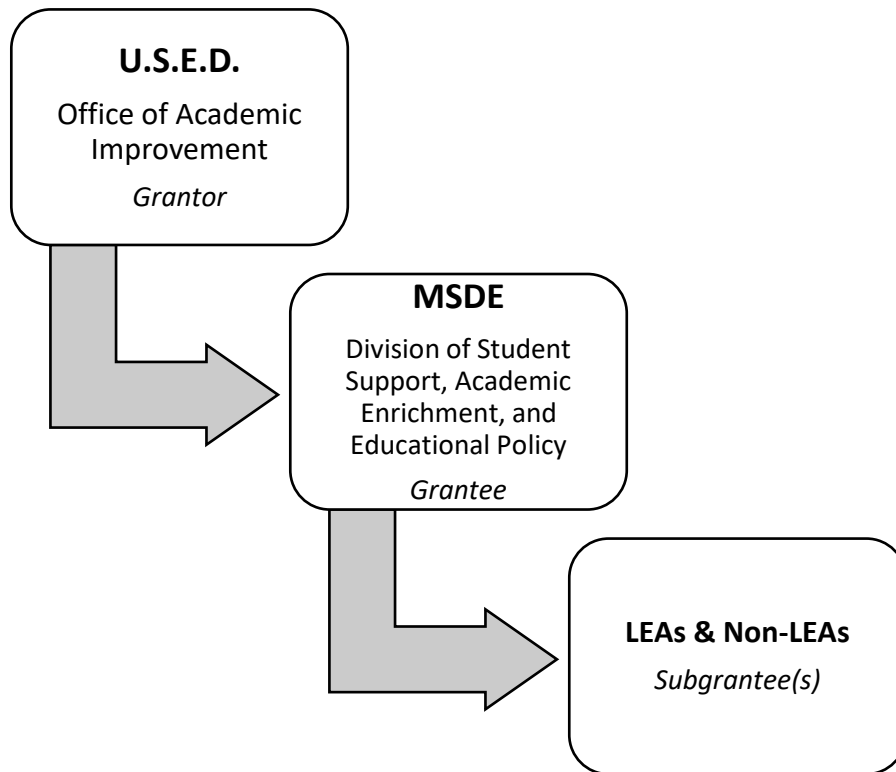 U.S.E.D.
Office of Academic
Improvement
Grantor
MSDE
Division of Student
Support, Academic
Enrichment, and
Educational Policy
Grantee
LEAs & Non-LEAs
Subgrantee(s)